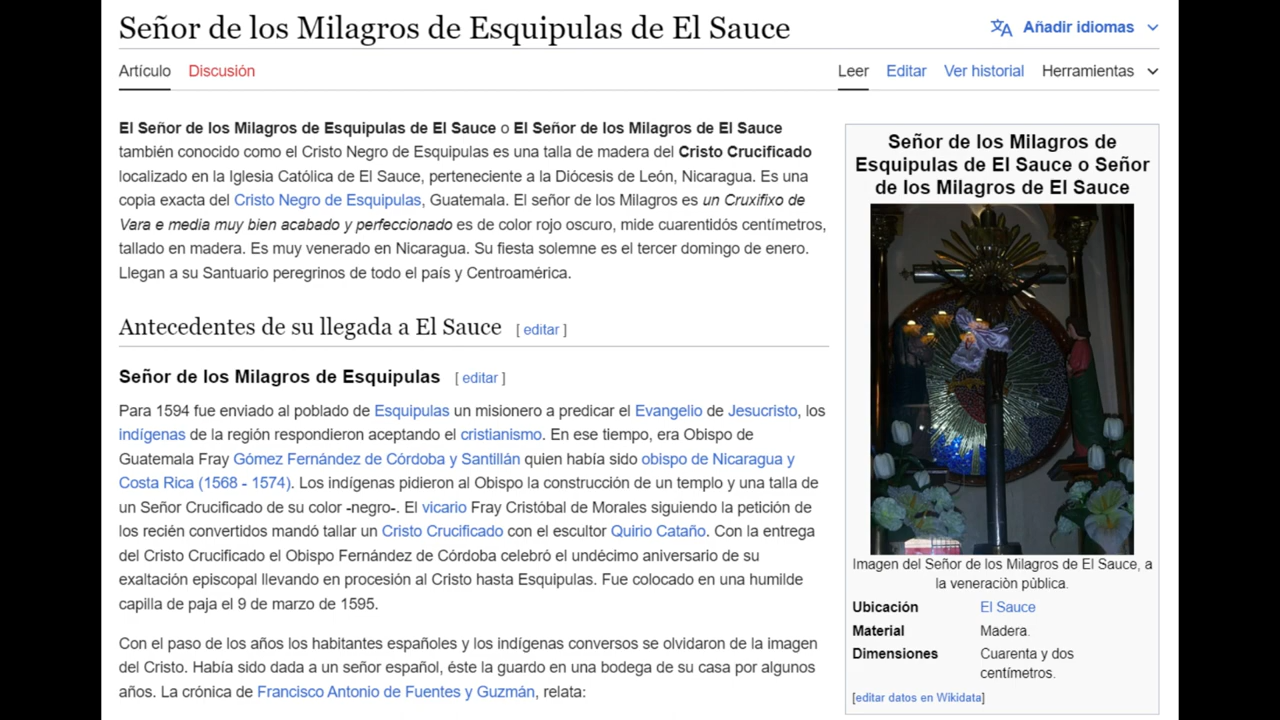 Señor de los Milagros de Esquipulas de El Sauce
Añadir idiomas
Artículo Discusión
Leer Editar Ver historial Herramientas
El Señor de los Milagros de Esquipulas de El Sauce o El Señor de los Milagros de El Sauce
también conocido como el Cristo Negro de Esquipulas es una talla de madera del Cristo Crucificado
localizado en la Iglesia Católica de El Sauce, perteneciente a la Diócesis de León, Nicaragua. Es una
copia exacta del Cristo Negro de Esquipulas, Guatemala. El señor de los Milagros es un Cruxifixo de
Vara e media muy bien acabado y perfeccionado es de color rojo oscuro, mide cuarentidós centímetros,
tallado en madera. Es muy venerado en Nicaragua. Su fiesta solemne es el tercer domingo de enero.
Llegan a su Santuario peregrinos de todo el país y Centroamérica.
Antecedentes de su llegada a El Sauce [ editar ]
Señor de los Milagros de Esquipulas [ editar ]
Para 1594 fue enviado al poblado de Esquipulas un misionero a predicar el Evangelio de Jesucristo, los
indígenas de la región respondieron aceptando el cristianismo. En ese tiempo, era Obispo de
Guatemala Fray Gómez Fernández de Córdoba y Santillán quien había sido obispo de Nicaragua y
Costa Rica (1568 - 1574). Los indígenas pidieron al Obispo la construcción de un templo y una talla de
un Señor Crucificado de su color -negro-. El vicario Fray Cristóbal de Morales siguiendo la petición de
los recién convertidos mandó tallar un Cristo Crucificado con el escultor Quirio Cataño. Con la entrega
del Cristo Crucificado el Obispo Fernández de Córdoba celebró el undécimo aniversario de su
exaltación episcopal llevando en procesión al Cristo hasta Esquipulas. Fue colocado en una humilde
capilla de paja el 9 de marzo de 1595.
Con el paso de los años los habitantes españoles y los indígenas conversos se olvidaron de la imagen
del Cristo. Había sido dada a un señor español, éste la guardo en una bodega de su casa por algunos
años. La crónica de Francisco Antonio de Fuentes y Guzmán, relata:
Señor de los Milagros de
Esquipulas de El Sauce o Señor
de los Milagros de El Sauce
Imagen del Señor de los Milagros de El Sauce, a
la veneraciòn pùblica.
Ubicación El Sauce
Material Madera.
Dimensiones Cuarenta y dos
centímetros.
[editar datos en Wikidata]